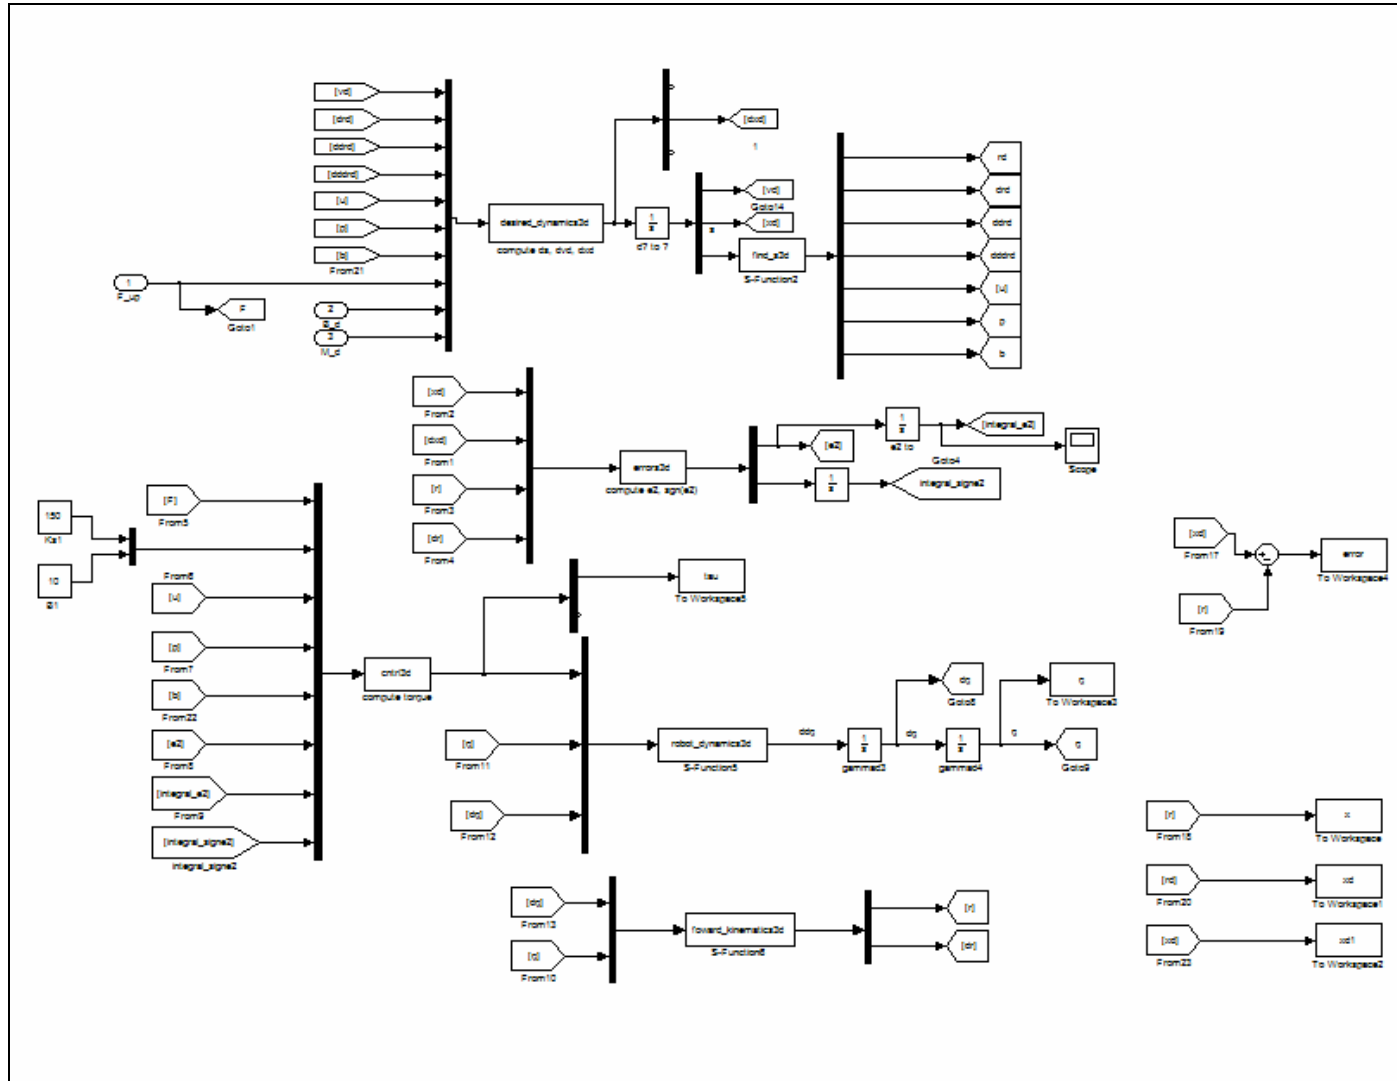 [vd]
[drd]
[ddrd]
[dddrd]
[u]
[p]
[b]
From21
1
F_up
F
Goto1
2
B_d
3
M_d
desired_dynamics3d
compute ds, dvd, dxd
[dxd]
1
1
s
d? to ?
[vd]
Goto14
s
[xd]
find_s3d
S-Function2
rd
drd
ddrd
dddrd
[u]
p
b
[xd]
From2
[dxd]
From1
[r]
From3
[dr]
From4
errors3d
compute e2, sgn(e2)
[e2]
1
s
e2 to
[integral_e2]
Goto4
1
s
integral_signe2
Scope
150
Ks1
10
B1
[F]
From5
From6
[u]
[p]
From7
[b]
From22
[e2]
From8
[integral_e2]
From9
[integral_signe2]
integral_signe2
cntrl3d
compute torque
tau
To Workspace5
[q]
From11
[dq]
From12
robot_dynamics3d
S-Function5
ddq
1
s
gammad3
dq
dq
Goto8
1
s
gammad4
q
q
To Workspace3
q
Goto9
[xd]
From17
[r]
From19
error
To Workspace4
[r]
From18
x
To Workspace
[rd]
From20
xd
To Workspace1
[xd]
From23
xd1
To Workspace2
[dq]
From13
[q]
From10
foward_kinematics3d
S-Function6
[r]
[dr]